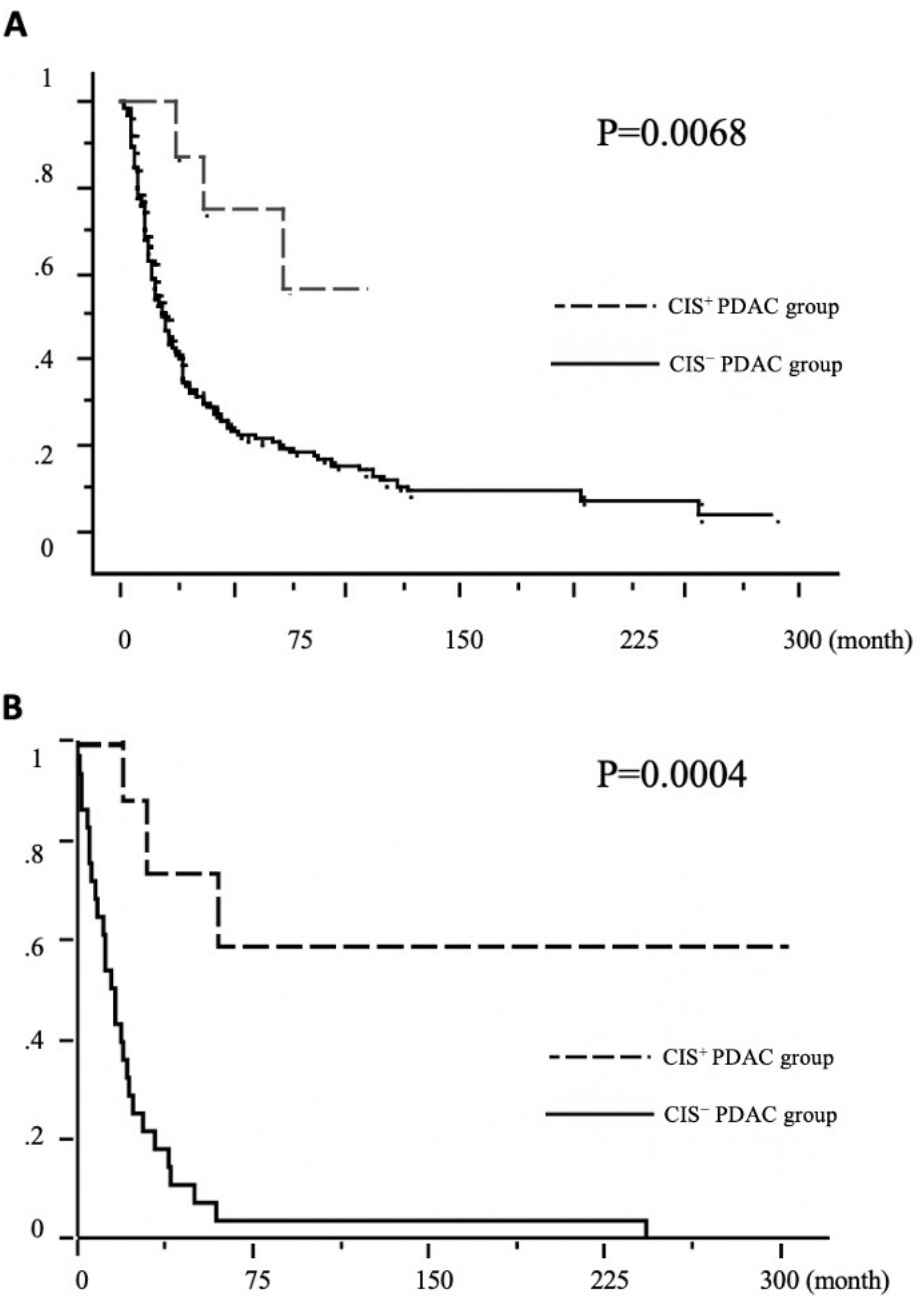 A
1
P=0.0068
.8
.6
CIS⁺ PDAC group
.4
CIS⁻ PDAC group
.2
0
0 75 150 225 300 (month)
B
1
P=0.0004
.8
.6
.4
CIS⁺ PDAC group
CIS⁻ PDAC group
.2
0
0 75 150 225 300 (month)